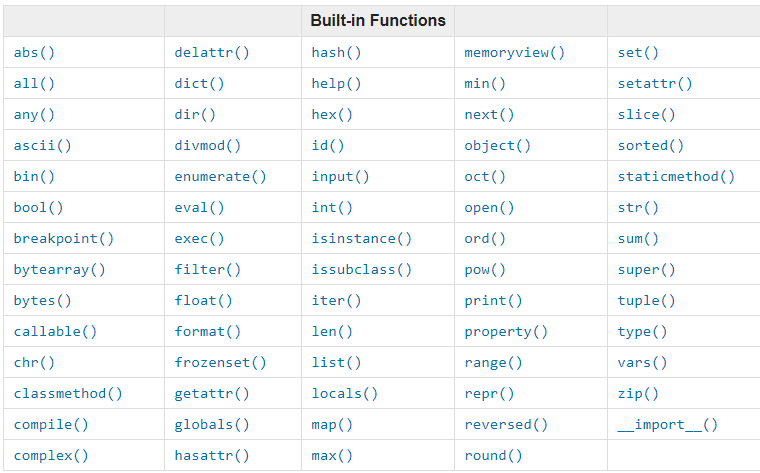 Built-in Functions
abs() delattr() hash() memoryview() set()
all() dict() help() min() setattr()
any() dir() hex() next() slice()
ascii() divmod() id() object() sorted()
bin() enumerate() input() oct() staticmethod()
bool() eval() int() open() str()
breakpoint() exec() isinstance() ord() sum()
bytearray() filter() issubclass() pow() super()
bytes() float() iter() print() tuple()
callable() format() len() property() type()
chr() frozenset() list() range() vars()
classmethod() getattr() locals() repr() zip()
compile() globals() map() reversed() __import__()
complex() hasattr() max() round()